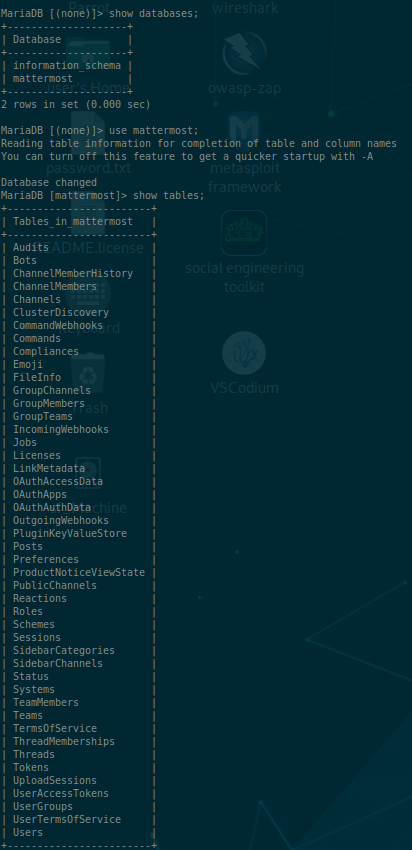 MariaDB [(none)]> show databases;
+--------------------+
| Database           |
+--------------------+
| information_schema |
| mattermost         |
+--------------------+
2 rows in set (0.000 sec)

MariaDB [(none)]> use mattermost;
Reading table information for completion of table and column names
You can turn off this feature to get a quicker startup with -A

Database changed
MariaDB [mattermost]> show tables;
+------------------------+
| Tables_in_mattermost   |
+------------------------+
| Audits                 |
| Bots                   |
| ChannelMemberHistory   |
| ChannelMembers         |
| Channels               |
| ClusterDiscovery       |
| CommandWebhooks        |
| Commands               |
| Compliances            |
| Emoji                  |
| FileInfo               |
| GroupChannels          |
| GroupMembers           |
| GroupTeams             |
| IncomingWebhooks       |
| Jobs                   |
| Licenses               |
| LinkMetadata           |
| OAuthAccessData        |
| OAuthApps              |
| OAuthAuthData          |
| OutgoingWebhooks       |
| PluginKeyValueStore    |
| Posts                  |
| Preferences            |
| ProductNoticeViewState |
| PublicChannels         |
| Reactions              |
| Roles                  |
| Schemes                |
| Sessions               |
| SidebarCategories      |
| SidebarChannels        |
| Status                 |
| Systems                |
| TeamMembers            |
| Teams                  |
| TermsOfService         |
| ThreadMemberships      |
| Threads                |
| Tokens                 |
| UploadSessions         |
| UserAccessTokens       |
| UserGroups             |
| UserTermsOfService     |
| Users                  |
+------------------------+
Parrot
user's Home
password.txt
README.license
keyboard
Trash
Machine
wireshark
owasp-zap
metasploit
framework
social engineering
toolkit
VSCodium